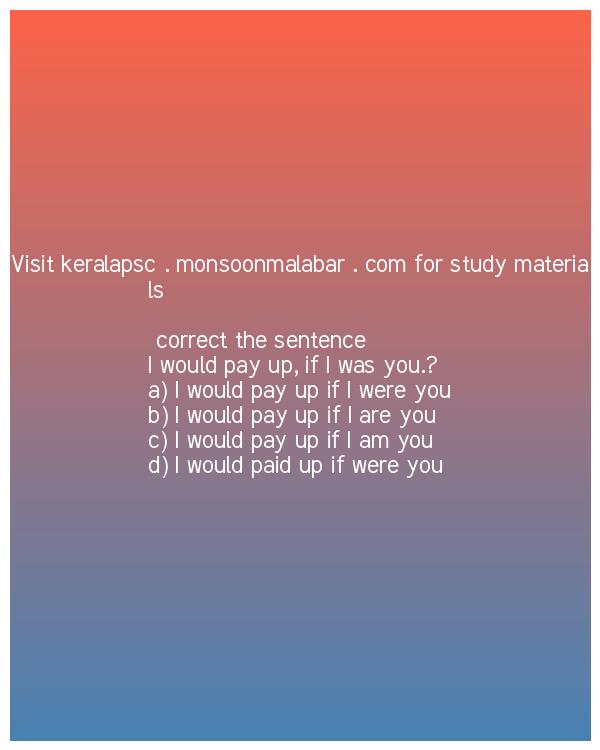 Visit keralapsc . monsoonmalabar . com for study materia
ls
correct the sentence
I would pay up, if I was you.?
a) I would pay up if I were you
b) I would pay up if I are you
c) I would pay up if I am you
d) I would paid up if were you